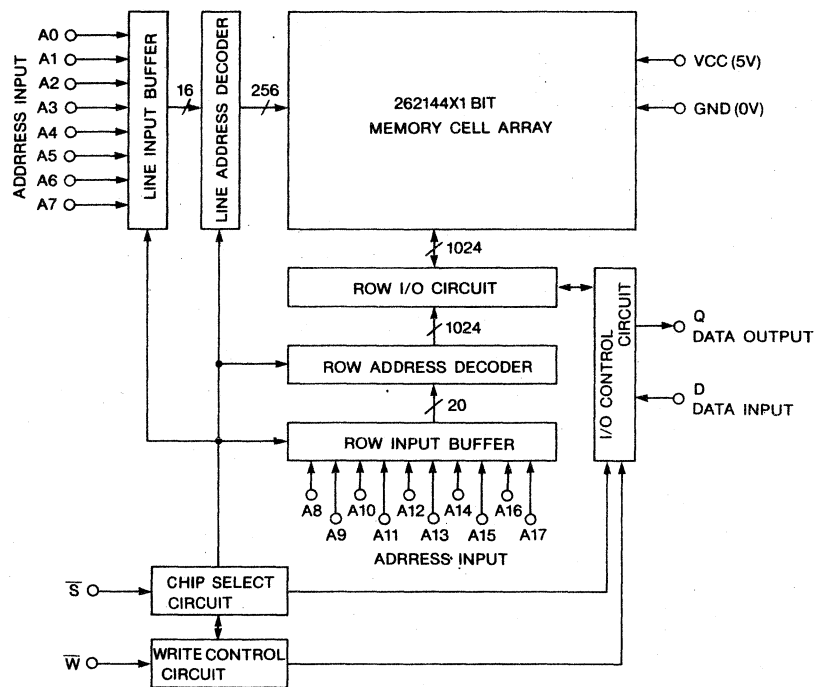 ADDRRESS INPUT
A0
A1
A2
A3
A4
A5
A6
A7
LINE INPUT BUFFER
16
LINE ADDRESS DECODER
256
262144X1 BIT
MEMORY CELL ARRAY
VCC (5V)
GND (0V)
1024
ROW I/O CIRCUIT
1024
ROW ADDRESS DECODER
20
ROW INPUT BUFFER
I/O CONTROL
CIRCUIT
Q
DATA OUTPUT
D
DATA INPUT
A8
A9
A10
A11
A12
A13
A14
A15
A16
A17
ADRRESS INPUT
S̅
CHIP SELECT
CIRCUIT
W̅
WRITE CONTROL
CIRCUIT